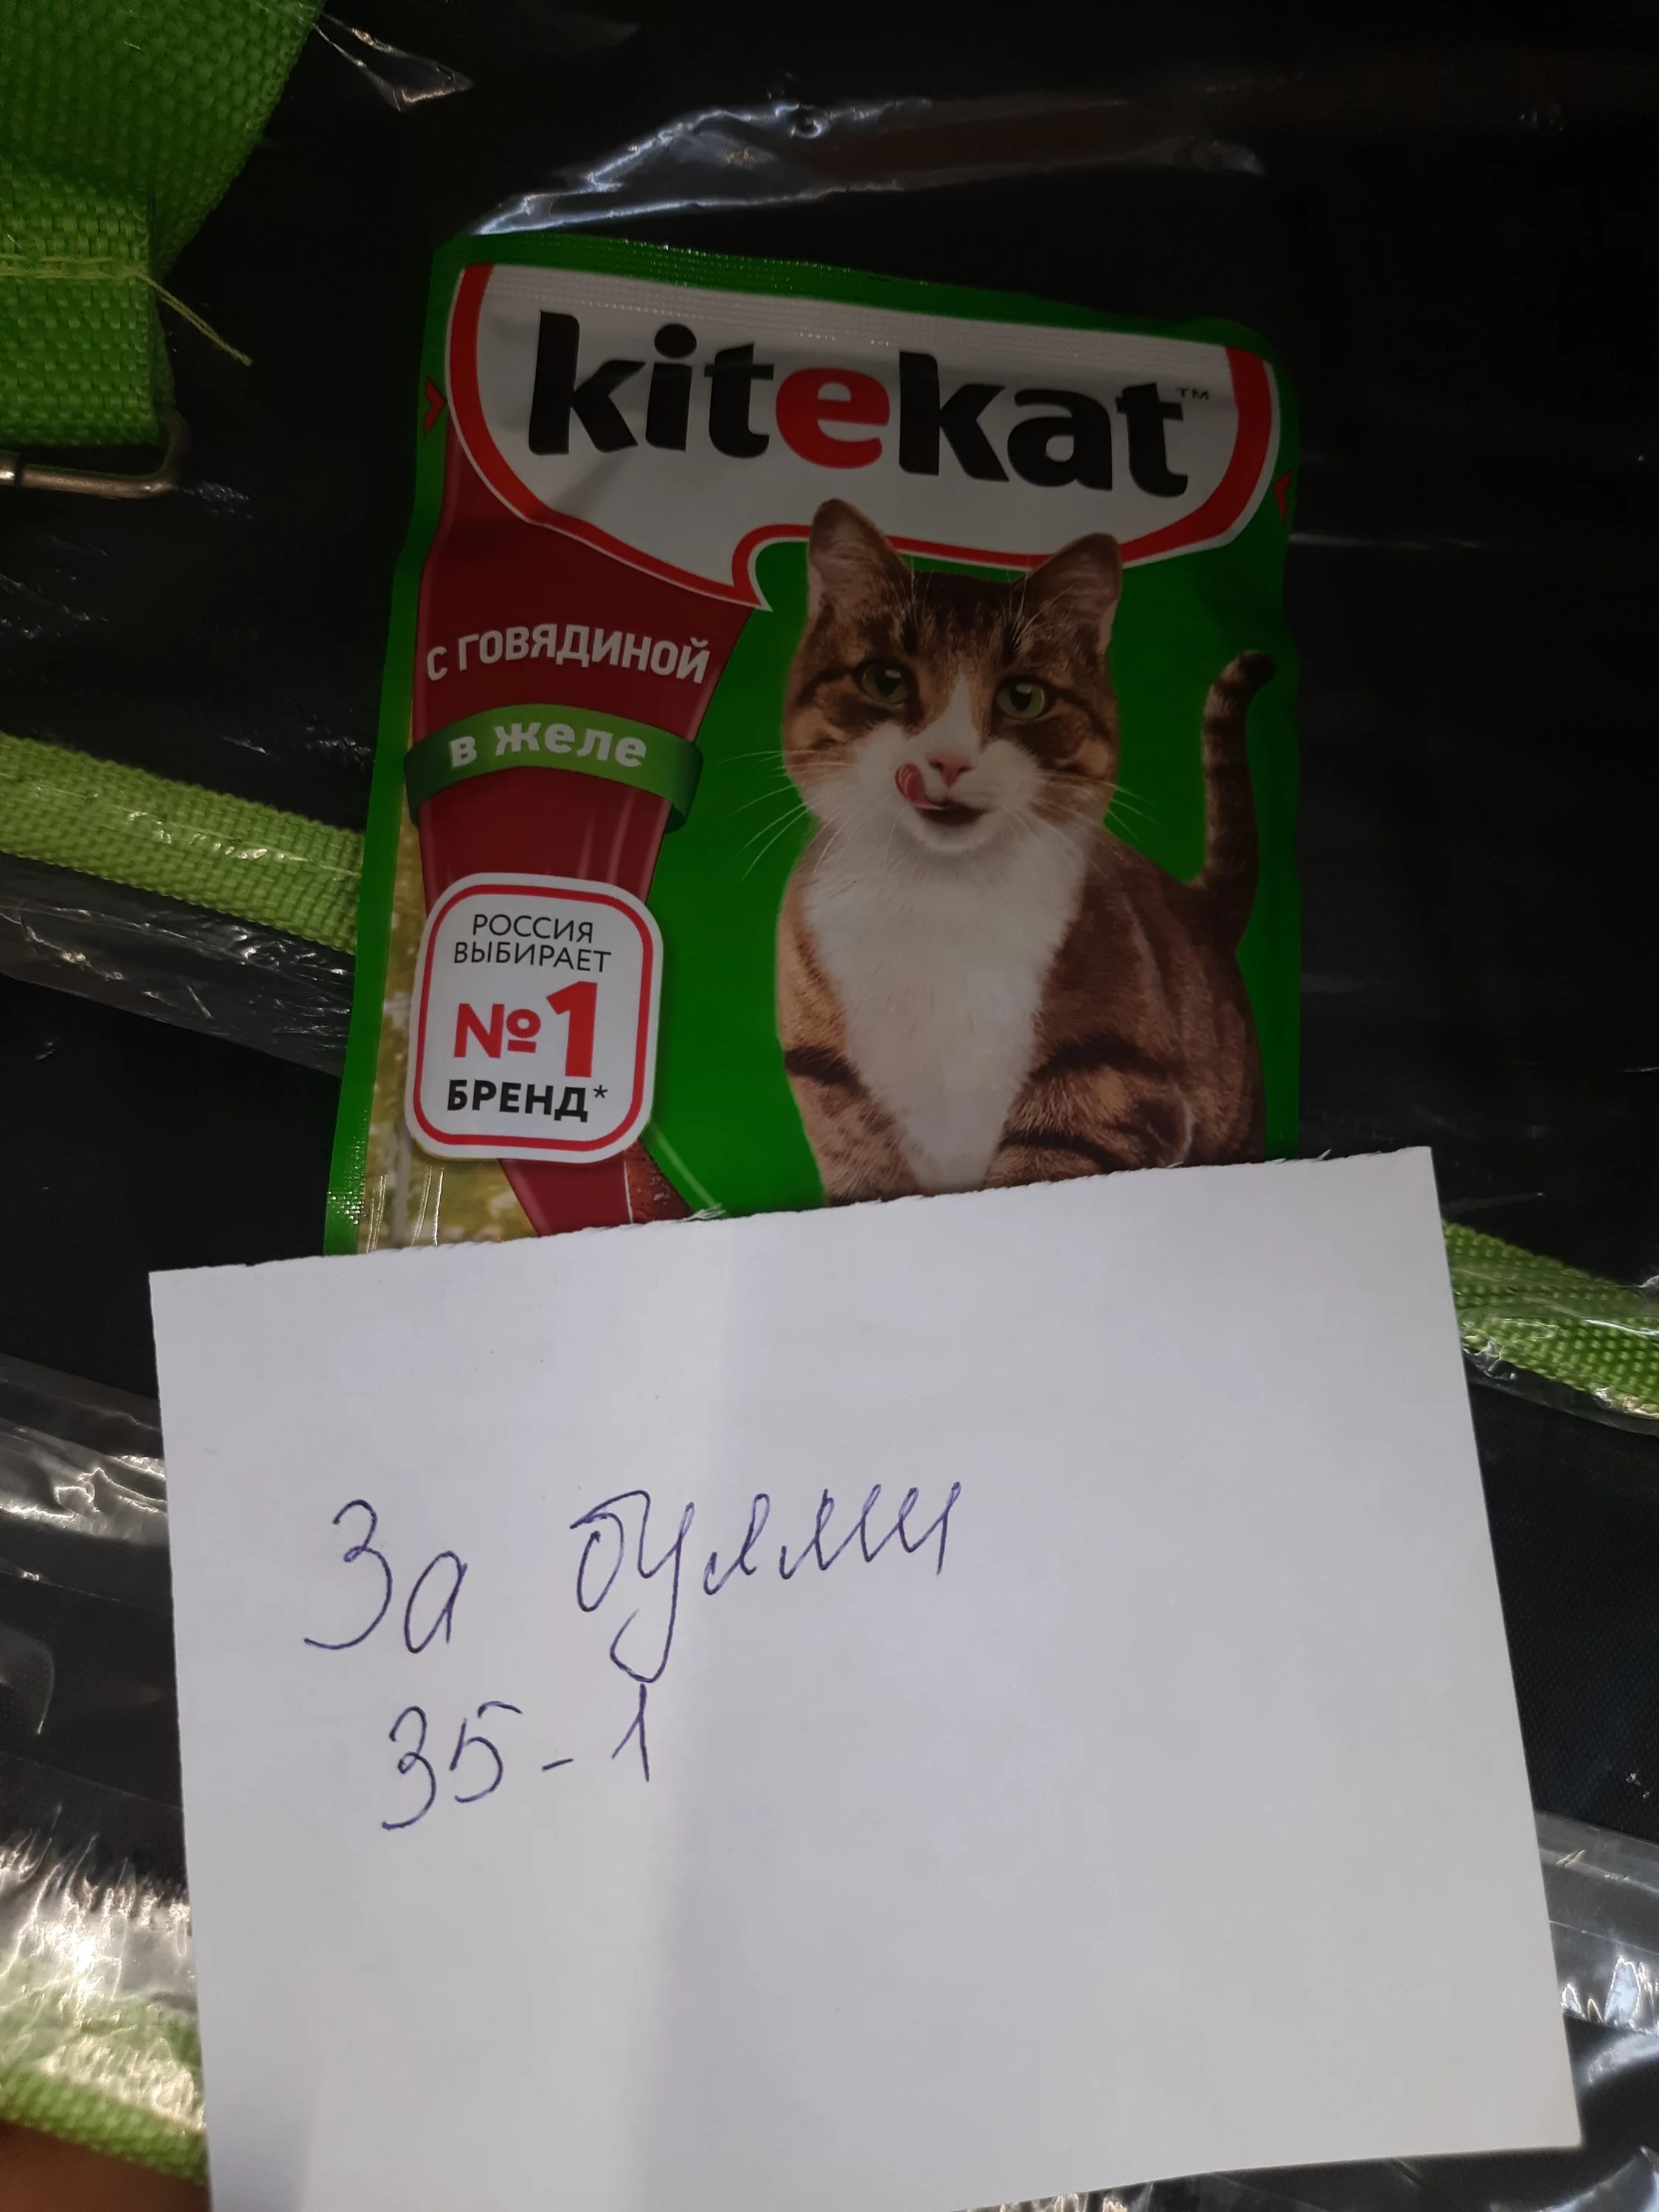 kitekat™
С ГОВЯДИНОЙ
В ЖЕЛЕ
РОССИЯ
ВЫБИРАЕТ
№1
БРЕНД*
За булли
35-1